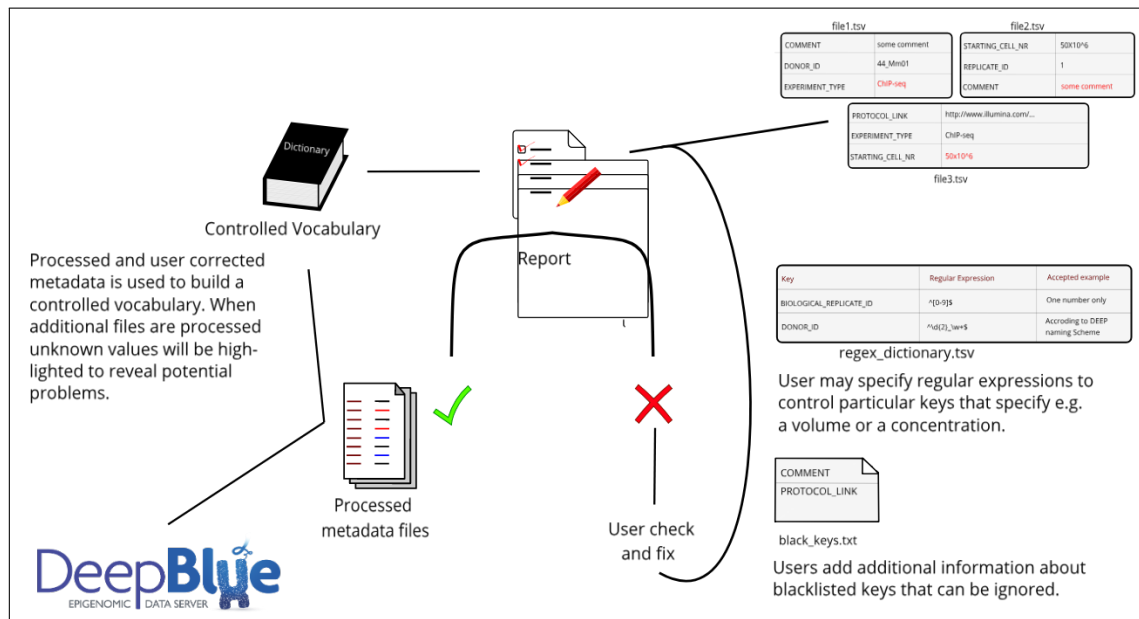 file1.tsv
COMMENT some comment
DONOR_ID 44_Mm01
EXPERIMENT_TYPE ChIP-seq
file2.tsv
STARTING_CELL_NR 50X10^6
REPLICATE_ID 1
COMMENT some comment
PROTOCOL_LINK http://www.illumina.com/...
EXPERIMENT_TYPE ChIP-seq
STARTING_CELL_NR 50x10^6
file3.tsv
Dictionary
Controlled Vocabulary
Processed and user corrected
metadata is used to build a
controlled vocabulary. When
additional files are processed
unknown values will be high-
lighted to reveal potential
problems.
Report
Processed
metadata files
User check
and fix
Key Regular Expression Accepted example
BIOLOGICAL_REPLICATE_ID ^[0-9]$ One number only
DONOR_ID ^\d{2}_\w+$ Accroding to DEEP
naming Scheme
regex_dictionary.tsv
User may specify regular expressions to
control particular keys that specify e.g.
a volume or a concentration.
COMMENT
PROTOCOL_LINK
black_keys.txt
Users add additional information about
blacklisted keys that can be ignored.
DeepBlue
EPIGENOMIC DATA SERVER